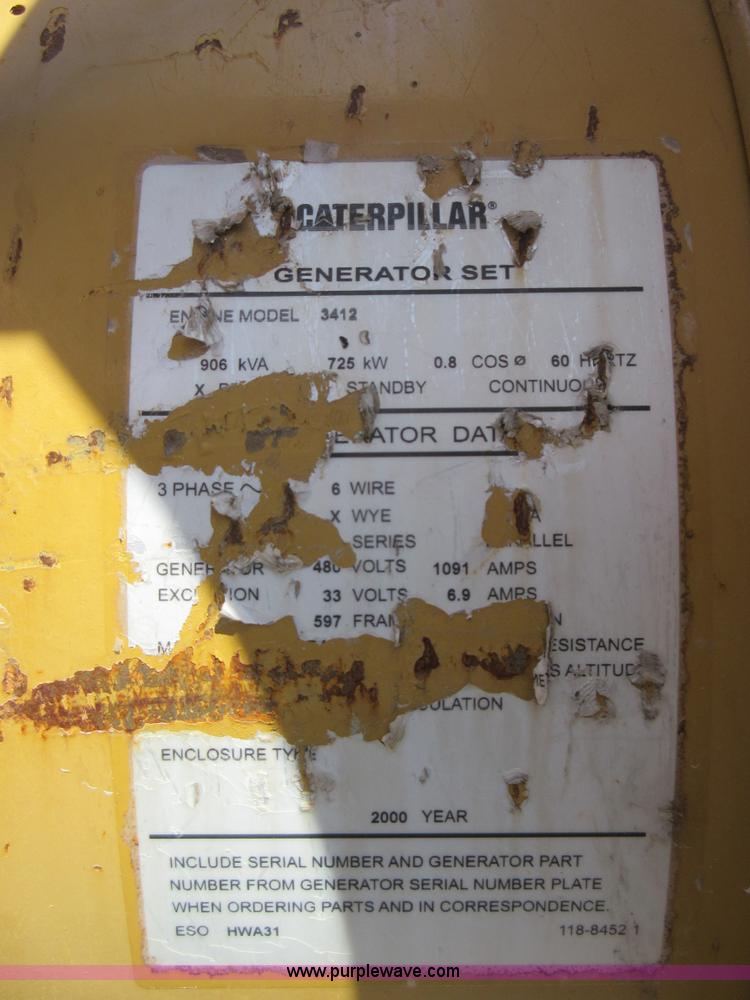 CATERPILLAR®
GENERATOR SET
ENGINE MODEL 3412
906 kVA 725 kW 0.8 COS Ø 60 HERTZ
X STANDBY CONTINUOUS
GENERATOR DATA
3 PHASE ~ 6 WIRE
X WYE
SERIES PARALLEL
GENERATOR 480 VOLTS 1091 AMPS
EXCITATION 33 VOLTS 6.9 AMPS
597 FRAME
RESISTANCE
ALTITUDE
INSULATION
ENCLOSURE TYPE
2000 YEAR
INCLUDE SERIAL NUMBER AND GENERATOR PART
NUMBER FROM GENERATOR SERIAL NUMBER PLATE
WHEN ORDERING PARTS AND IN CORRESPONDENCE.
ESO HWA31 118-8452 1
www.purplewave.com